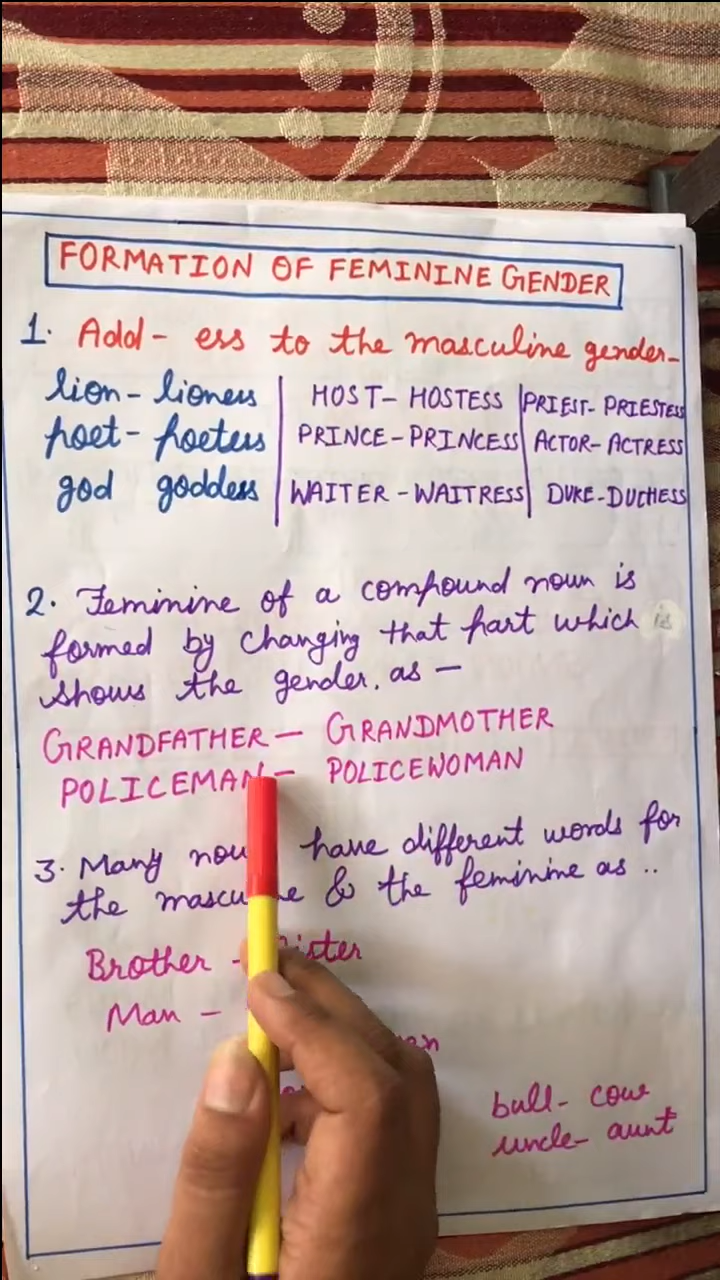 FORMATION OF FEMININE GENDER
1. Add - ess to the masculine gender -
lion - lioness
poet - poetess
god goddess
HOST - HOSTESS
PRINCE - PRINCESS
WAITER - WAITRESS
PRIEST - PRIESTESS
ACTOR - ACTRESS
DUKE - DUCHESS
2. Feminine of a compound noun is
formed by changing that part which is
shows the gender. as —
GRANDFATHER — GRANDMOTHER
POLICEMAN - POLICEWOMAN
3. Many have different words for
the & the feminine as ..
Brother - Sister
Man -
bull - cow
uncle - aunt